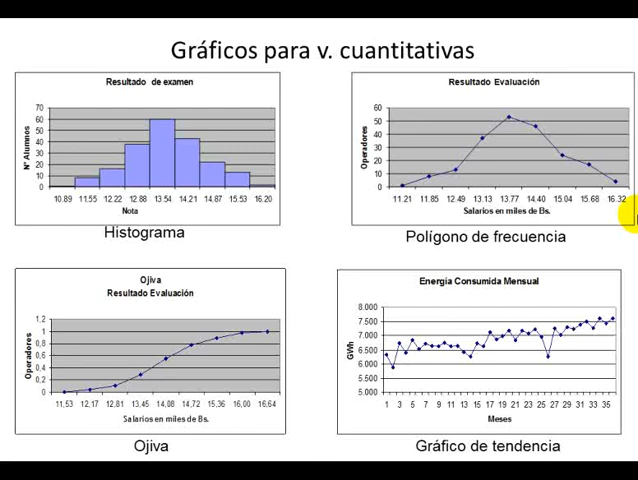 Gráficos para v. cuantitativas
Resultado de examen
Nº Alumnos
70
60
50
40
30
20
10
0
10.89 11.55 12.22 12.88 13.54 14.21 14.87 15.53 16.20
Nota
Histograma
Resultado Evaluación
Operadores
60
50
40
30
20
10
0
11.21 11.85 12.49 13.13 13.77 14.40 15.04 15.68 16.32
Salarios en miles de Bs.
Polígono de frecuencia
Ojiva
Resultado Evaluación
Operadores
1,2
1
0,8
0,6
0,4
0,2
0
11,53 12,17 12,81 13,45 14,08 14,72 15,36 16,00 16,64
Salarios en miles de Bs.
Ojiva
Energía Consumida Mensual
GWh
8.000
7.500
7.000
6.500
6.000
5.500
5.000
1 3 5 7 9 11 13 15 17 19 21 23 25 27 29 31 33 35
Meses
Gráfico de tendencia